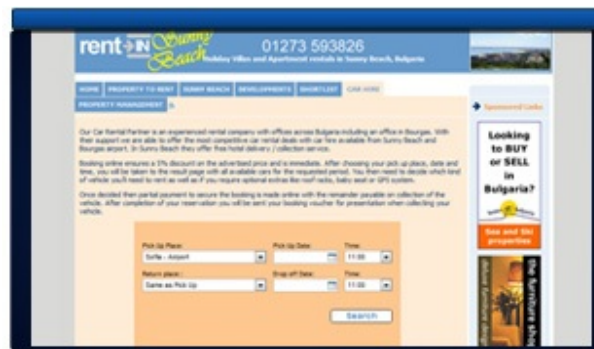 rent IN Sunny Beach
01273 593826
Holiday Villas and Apartment rentals in Sunny Beach, Bulgaria
HOME PROPERTY TO RENT SUNNY BEACH DEVELOPMENTS SHORTLIST CAR HIRE
PROPERTY MANAGEMENT
Sponsored Links
Our Car Rental Partner is an experienced rental company with offices across Bulgaria including an office in Bourgas. With
their support we are able to offer the most competitive car rental deals with car hire available from Sunny Beach and
Bourgas airport. In Sunny Beach they offer free hotel delivery / collection service.
Booking online ensures a 5% discount on the advertised price and is immediate. After choosing your pick up place, date and
time, you will be taken to the result page with all available cars for the requested period. You then need to decide which kind
of vehicle you'll need to rent as well as if you require optional extras like roof racks, baby seat or GPS system.
Once decided then partial payment to secure the booking is made online with the remainder payable on collection of the
vehicle. After completion of your reservation you will be sent your booking voucher for presentation when collecting your
vehicle.
Pick Up Place: Pick Up Date: Time:
Sofia - Airport 11:00
Return place: Drop off Date: Time:
Same as Pick Up 11:00
Search
Looking
to BUY
or SELL
in
Bulgaria?
Sea and Ski
properties
the furniture shop
deluxe furniture design